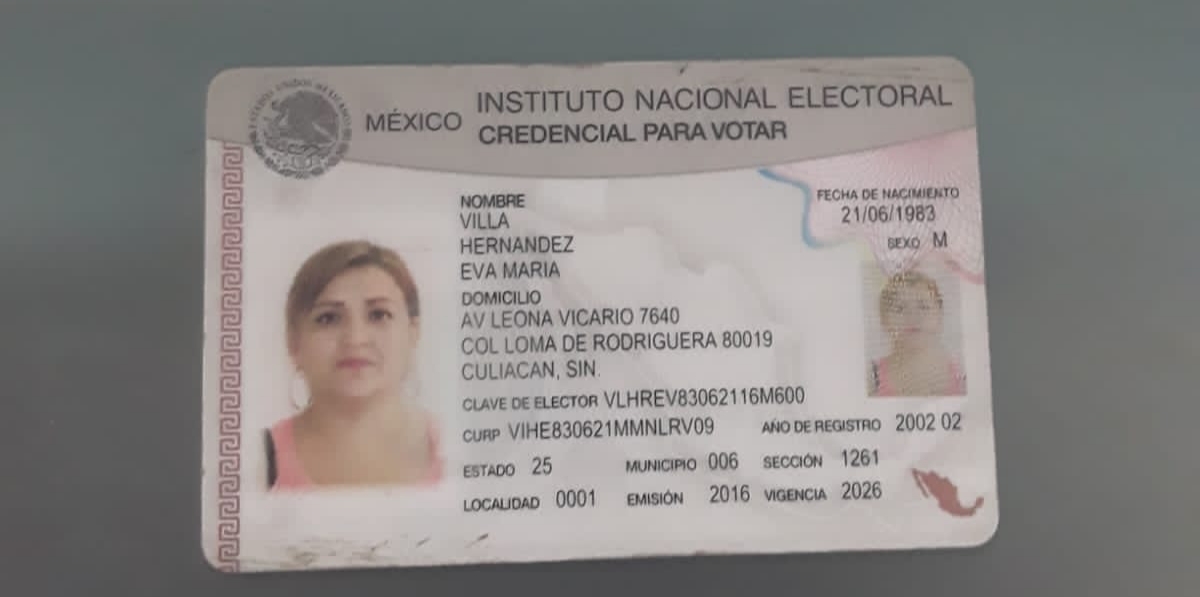 ESTADOS UNIDOS MEXICANOS
MÉXICO
INSTITUTO NACIONAL ELECTORAL
CREDENCIAL PARA VOTAR
NOMBRE
VILLA
HERNANDEZ
EVA MARIA
FECHA DE NACIMIENTO
21/06/1983
SEXO M
DOMICILIO
AV LEONA VICARIO 7640
COL LOMA DE RODRIGUERA 80019
CULIACAN, SIN.
CLAVE DE ELECTOR VLHREV83062116M600
CURP VIHE830621MMNLRV09 AÑO DE REGISTRO 2002 02
ESTADO 25 MUNICIPIO 006 SECCIÓN 1261
LOCALIDAD 0001 EMISIÓN 2016 VIGENCIA 2026